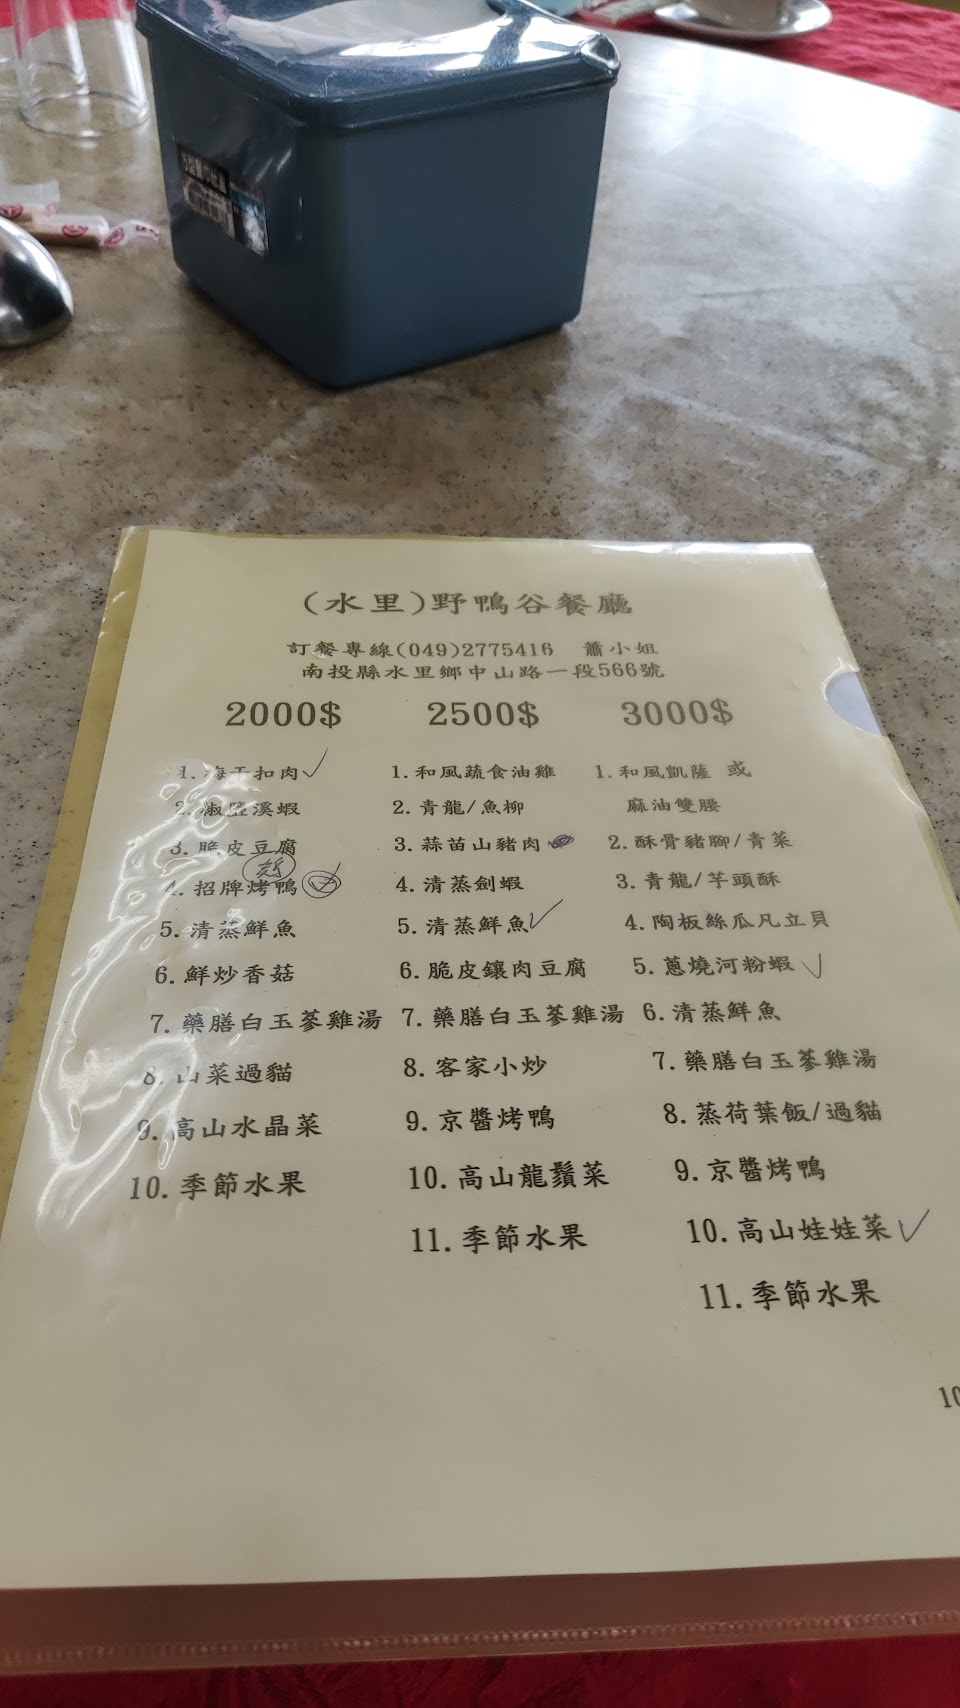 (水里)野鴨谷餐廳
訂餐專線(049)2775416 蕭小姐
南投縣水里鄉中山路一段566號
2000$
1.梅干扣肉✓
2.椒鹽溪蝦
3.脆皮豆腐
4.招牌烤鴨
5.清蒸鮮魚
6.鮮炒香菇
7.藥膳白玉蔘雞湯
8.山菜過貓
9.高山水晶菜
10.季節水果
2500$
1.和風蔬食油雞
2.青龍/魚柳
3.蒜苗山豬肉
4.清蒸劍蝦
5.清蒸鮮魚✓
6.脆皮鑲肉豆腐
7.藥膳白玉蔘雞湯
8.客家小炒
9.京醬烤鴨
10.高山龍鬚菜
11.季節水果
3000$
1.和風凱薩 或
麻油雙腰
2.酥骨豬腳/青菜
3.青龍/芋頭酥
4.陶板絲瓜凡立貝
5.蔥燒河粉蝦✓
6.清蒸鮮魚
7.藥膳白玉蔘雞湯
8.蒸荷葉飯/過貓
9.京醬烤鴨
10.高山娃娃菜✓
11.季節水果
10